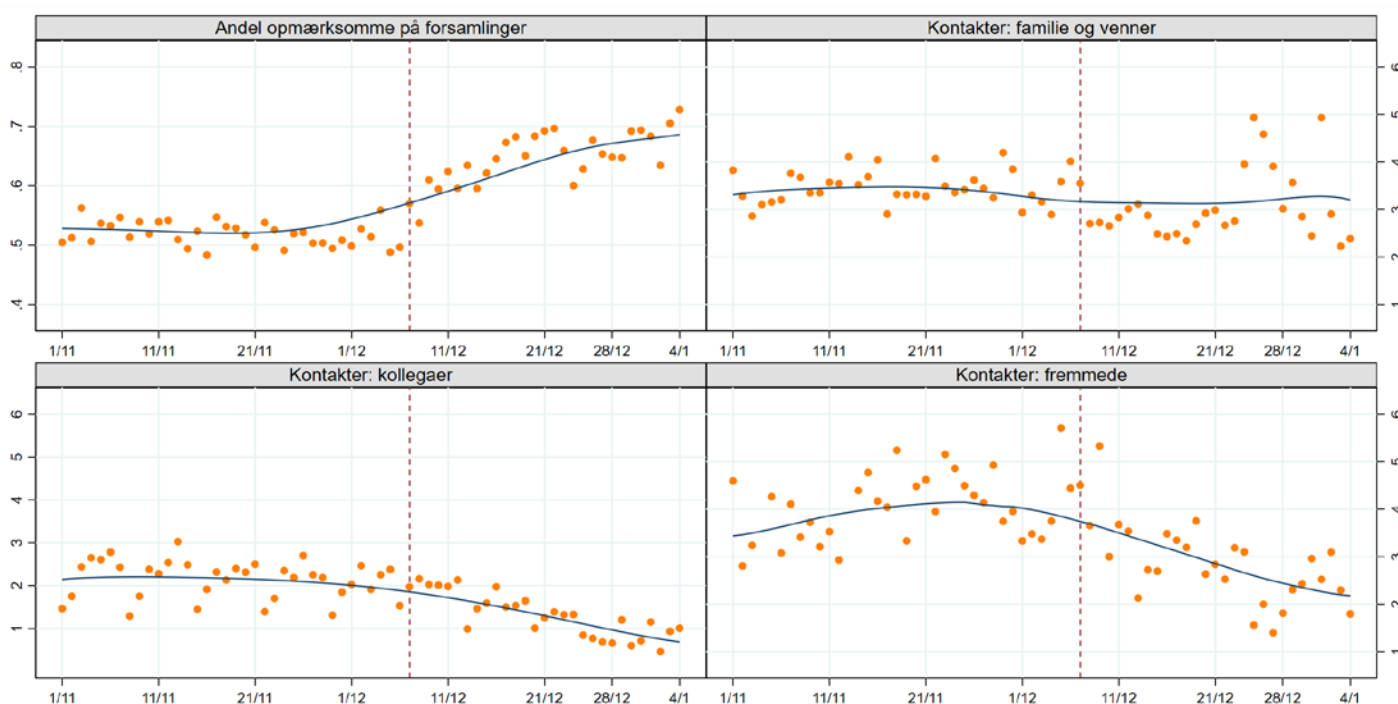 Andel opmærksomme på forsamlinger
.8
.7
.6
.5
.4
1/11 11/11 21/11 1/12 11/12 21/12 28/12 4/1
Kontakter: familie og venner
6
5
4
3
2
1
1/11 11/11 21/11 1/12 11/12 21/12 28/12 4/1
Kontakter: kollegaer
6
5
4
3
2
1
1/11 11/11 21/11 1/12 11/12 21/12 28/12 4/1
Kontakter: fremmede
6
5
4
3
2
1
1/11 11/11 21/11 1/12 11/12 21/12 28/12 4/1